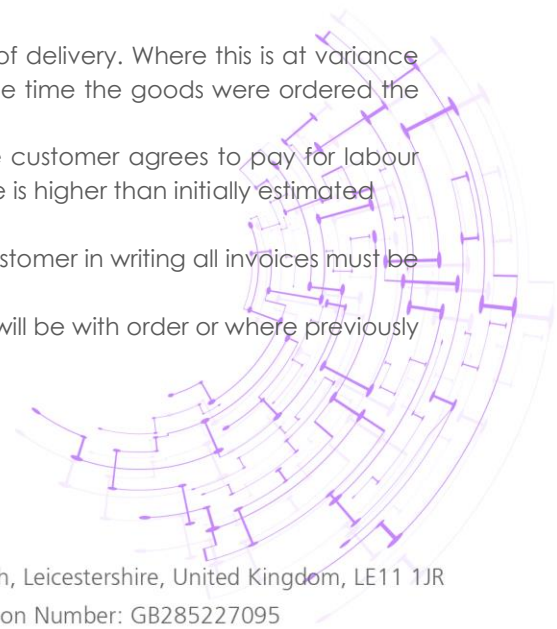 of delivery. Where this is at variance
e time the goods were ordered the
customer agrees to pay for labour
e is higher than initially estimated
stomer in writing all invoices must be
will be with order or where previously
h, Leicestershire, United Kingdom, LE11 1JR
on Number: GB285227095